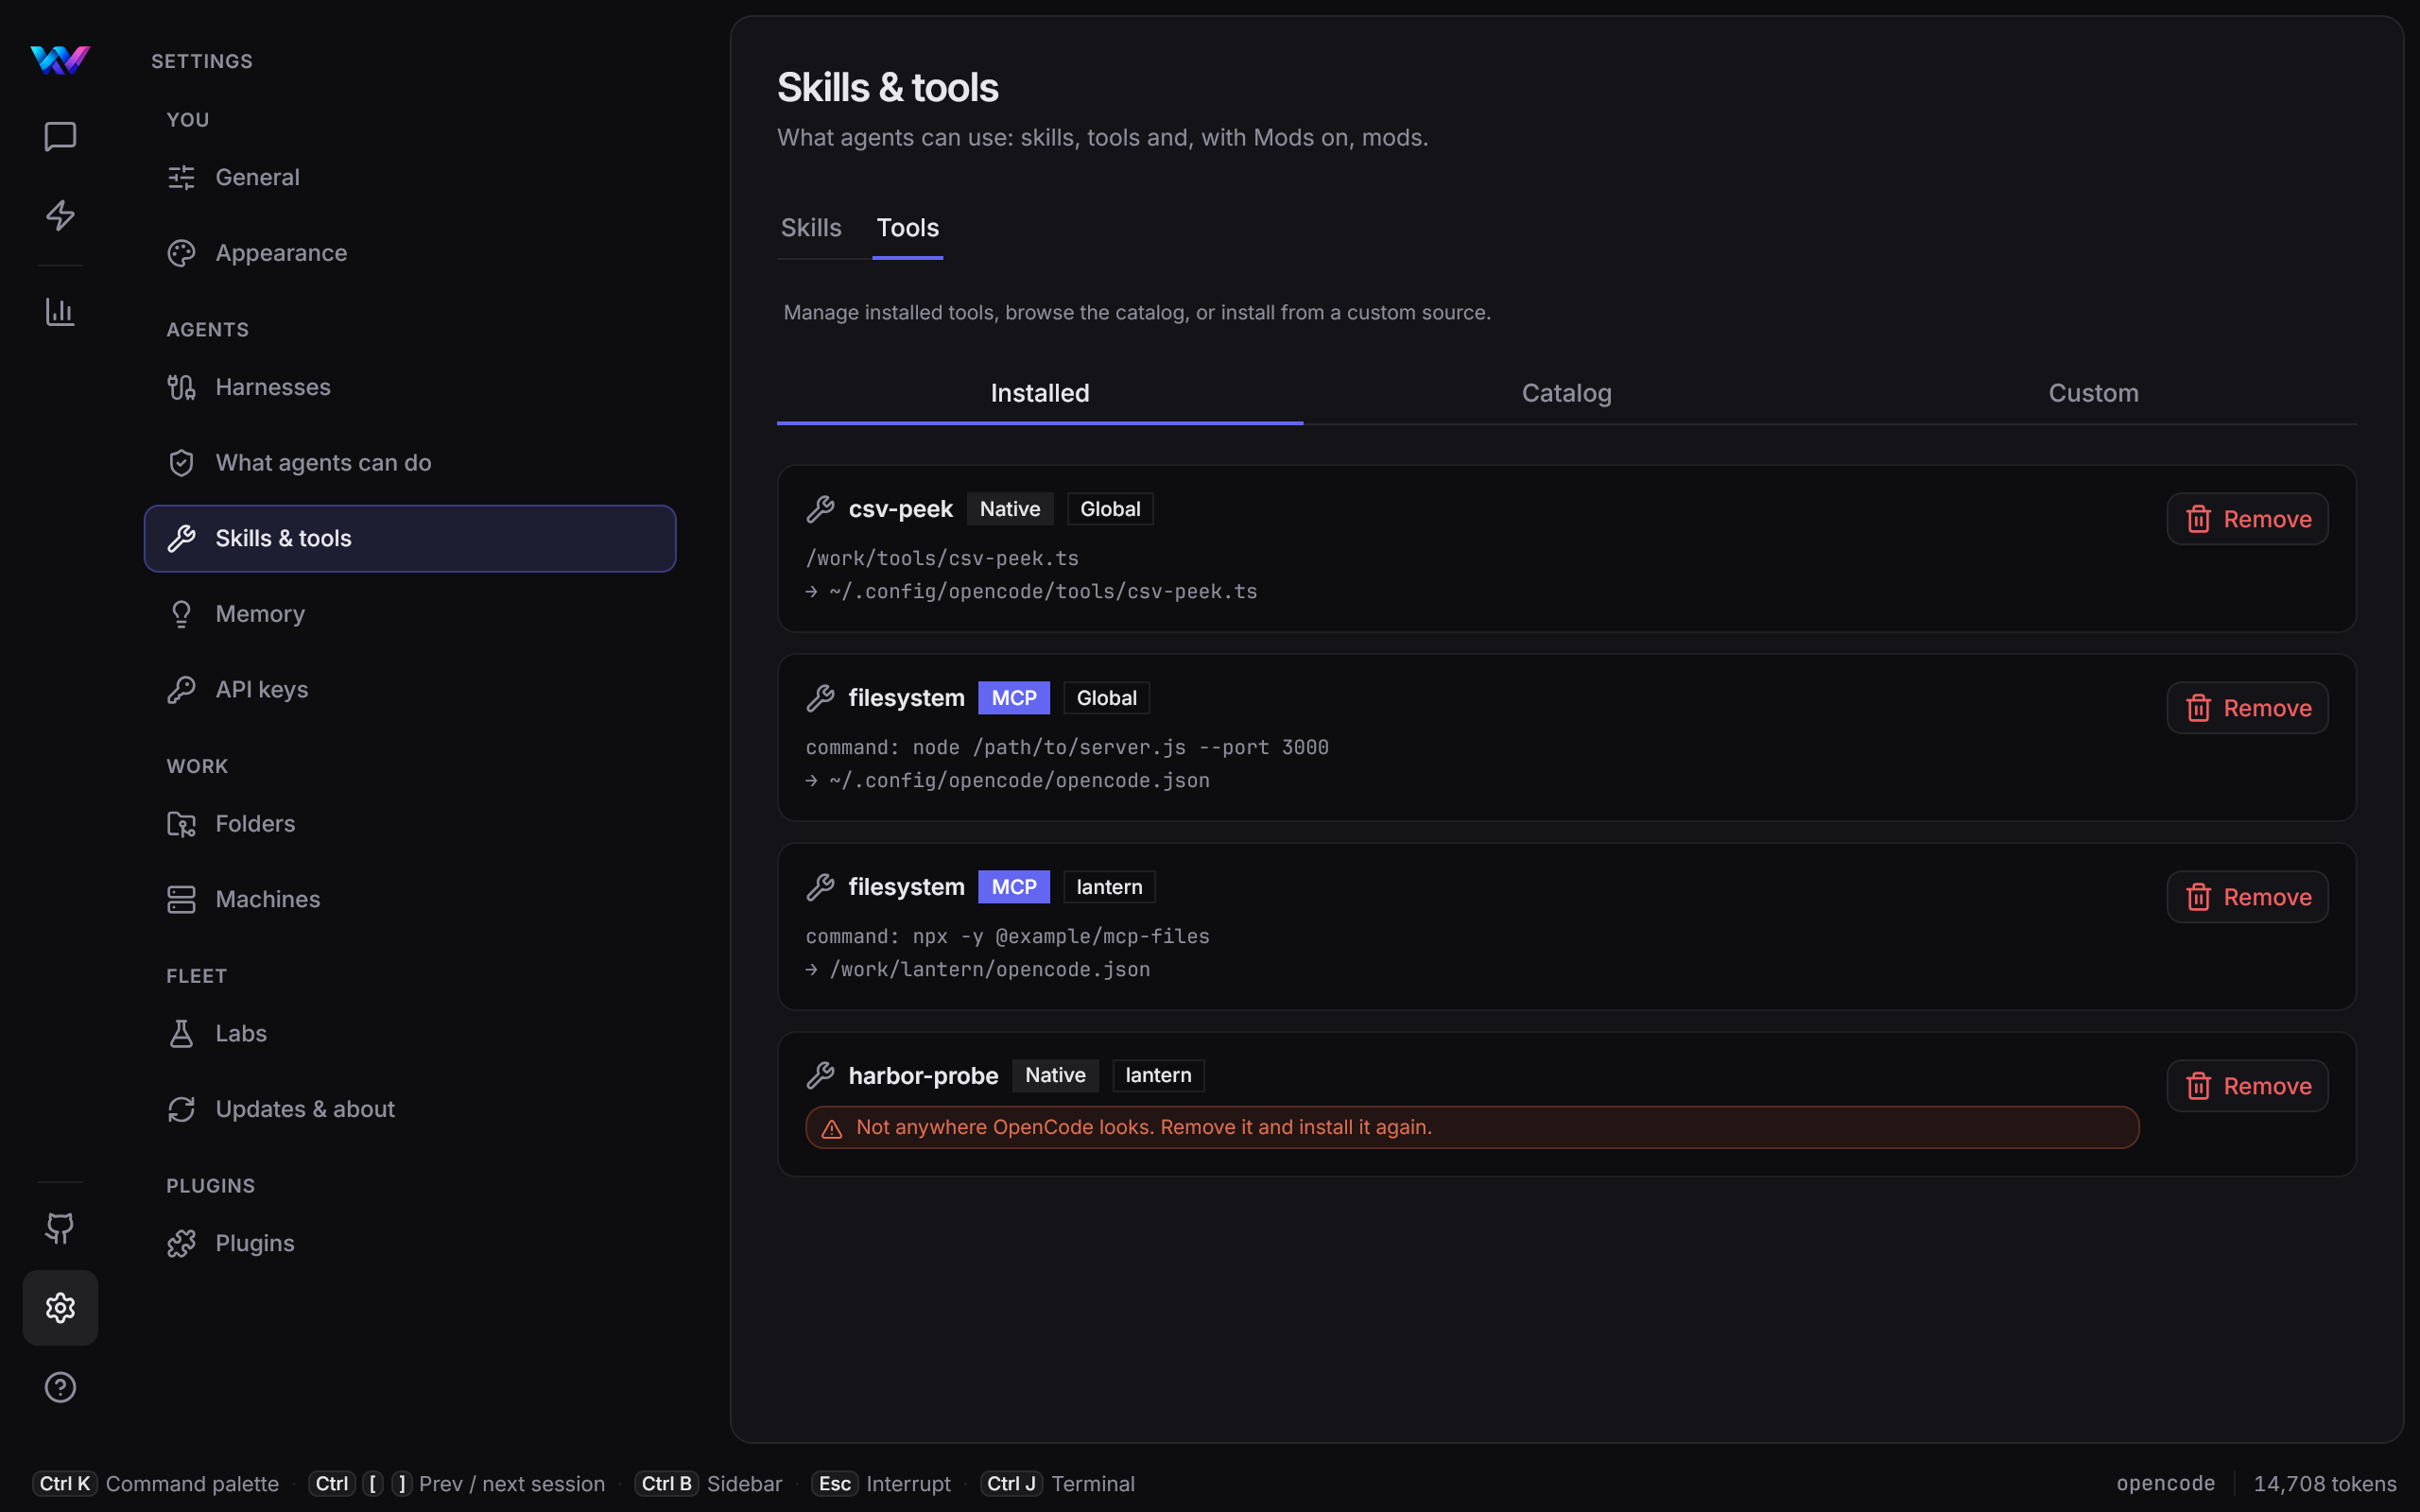 SETTINGS
YOU
General
Appearance
AGENTS
Harnesses
What agents can do
Skills & tools
Memory
API keys
WORK
Folders
Machines
FLEET
Labs
Updates & about
PLUGINS
Plugins
Skills & tools
What agents can use: skills, tools and, with Mods on, mods.
Skills Tools
Manage installed tools, browse the catalog, or install from a custom source.
Installed Catalog Custom
csv-peek Native Global Remove
/work/tools/csv-peek.ts
→ ~/.config/opencode/tools/csv-peek.ts
filesystem MCP Global Remove
command: node /path/to/server.js --port 3000
→ ~/.config/opencode/opencode.json
filesystem MCP lantern Remove
command: npx -y @example/mcp-files
→ /work/lantern/opencode.json
harbor-probe Native lantern Remove
Not anywhere OpenCode looks. Remove it and install it again.
Ctrl K Command palette · Ctrl [ ] Prev / next session · Ctrl B Sidebar · Esc Interrupt · Ctrl J Terminal opencode 14,708 tokens